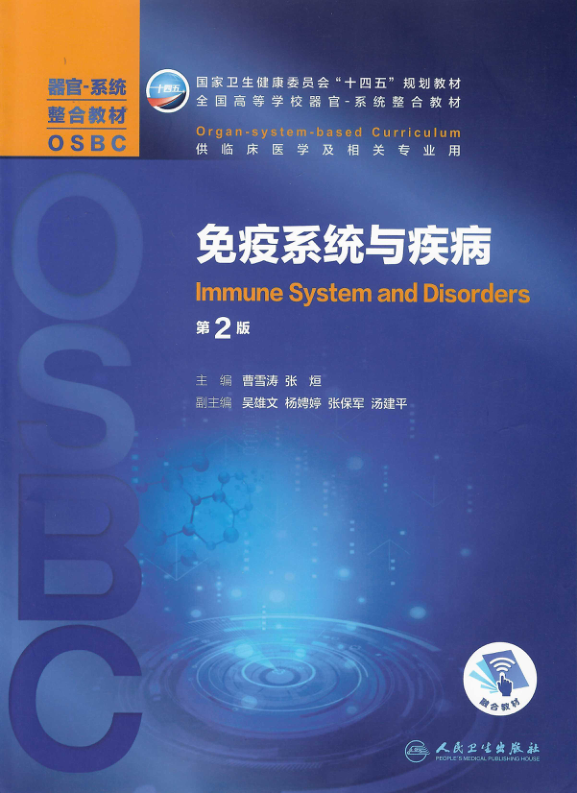 器官-系统
整合教材
OSBC
十四五
国家卫生健康委员会“十四五”规划教材
全国高等学校器官-系统整合教材
Organ-system-based Curriculum
供临床医学及相关专业用
OSBC
免疫系统与疾病
Immune System and Disorders
第2版
主 编 曹雪涛 张 烜
副主编 吴雄文 杨娉婷 张保军 汤建平
融合教材
人民卫生出版社
PEOPLE'S MEDICAL PUBLISHING HOUSE